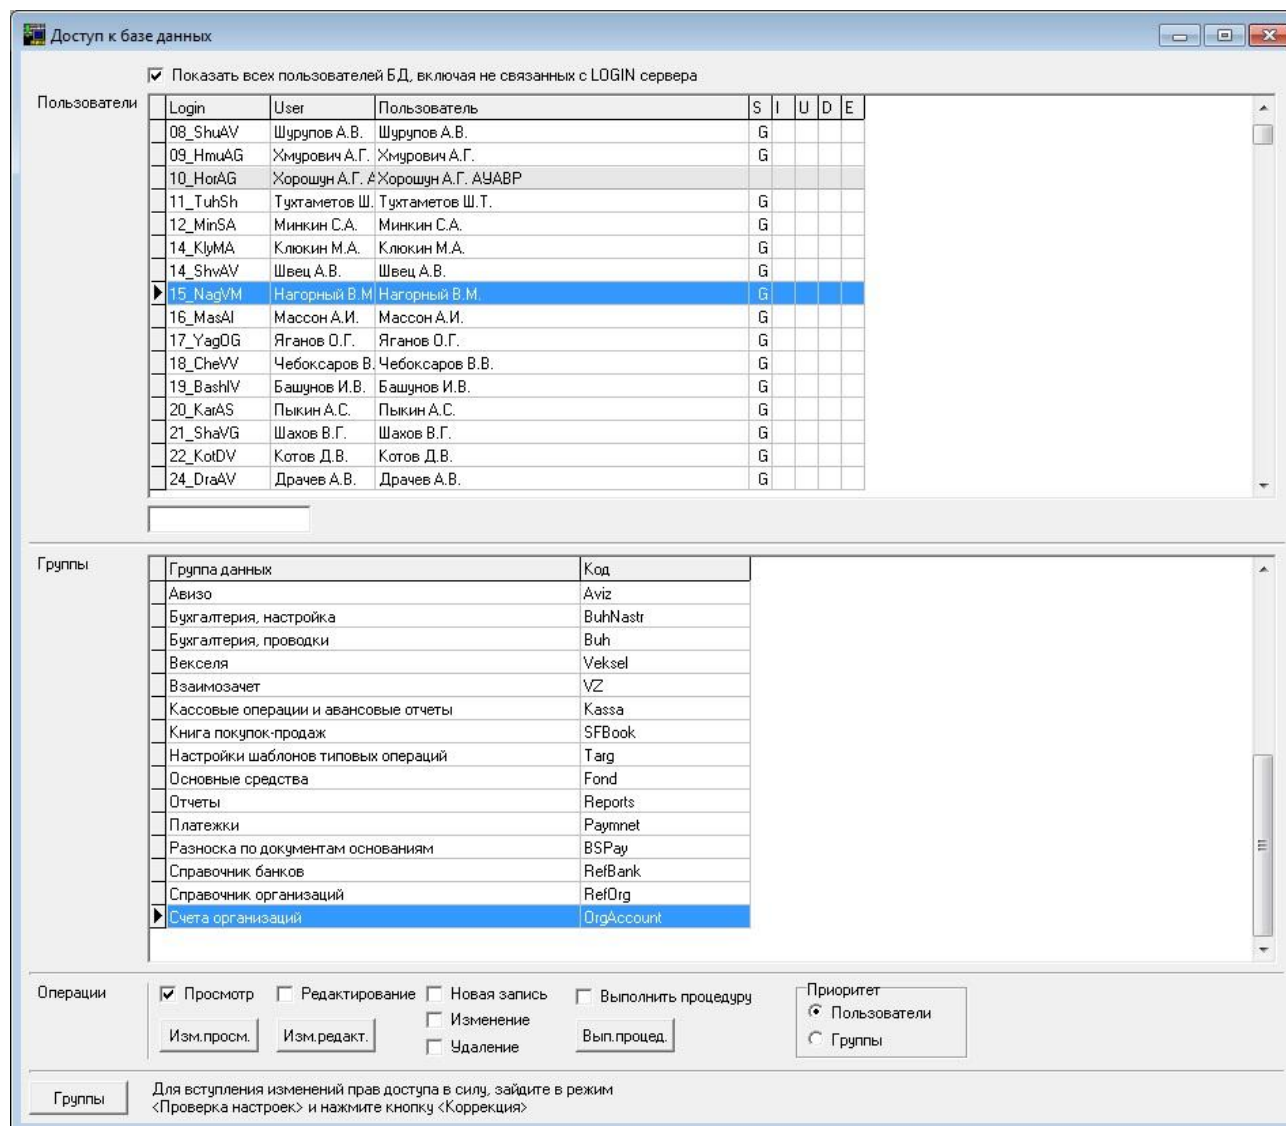 Доступ к базе данных
Показать всех пользователей БД, включая не связанных с LOGIN сервера
Пользователи
Login User Пользователь S I U D E
08_ShuAV Шурупов А.В. Шурупов А.В. G
09_HmuAG Хмурович А.Г. Хмурович А.Г. G
10_HorAG Хорошун А.Г. А Хорошун А.Г. АУАВР
11_TuhSh Тухтаметов Ш. Тухтаметов Ш.Т. G
12_MinSA Минкин С.А. Минкин С.А. G
14_KlyMA Клюкин М.А. Клюкин М.А. G
14_ShvAV Швец А.В. Швец А.В. G
15_NagVM Нагорный В.М Нагорный В.М. G
16_MasAI Массон А.И. Массон А.И. G
17_YagOG Яганов О.Г. Яганов О.Г. G
18_CheVV Чебоксаров В. Чебоксаров В.В. G
19_BashIV Башунов И.В. Башунов И.В. G
20_KarAS Пыкин А.С. Пыкин А.С. G
21_ShaVG Шахов В.Г. Шахов В.Г. G
22_KotDV Котов Д.В. Котов Д.В. G
24_DraAV Драчев А.В. Драчев А.В. G
Группы
Группа данных Код
Авизо Aviz
Бухгалтерия, настройка BuhNastr
Бухгалтерия, проводки Buh
Векселя Veksel
Взаимозачет VZ
Кассовые операции и авансовые отчеты Kassa
Книга покупок-продаж SFBook
Настройки шаблонов типовых операций Targ
Основные средства Fond
Отчеты Reports
Платежки Paymnet
Разноска по документам основаниям BSPay
Справочник банков RefBank
Справочник организаций RefOrg
Счета организаций OrgAccount
Операции
Просмотр Редактирование Новая запись Выполнить процедуру
Изменение
Удаление
Изм.просм. Изм.редакт. Вып.процед.
Приоритет
Пользователи
Группы
Группы
Для вступления изменений прав доступа в силу, зайдите в режим
<Проверка настроек> и нажмите кнопку <Коррекция>